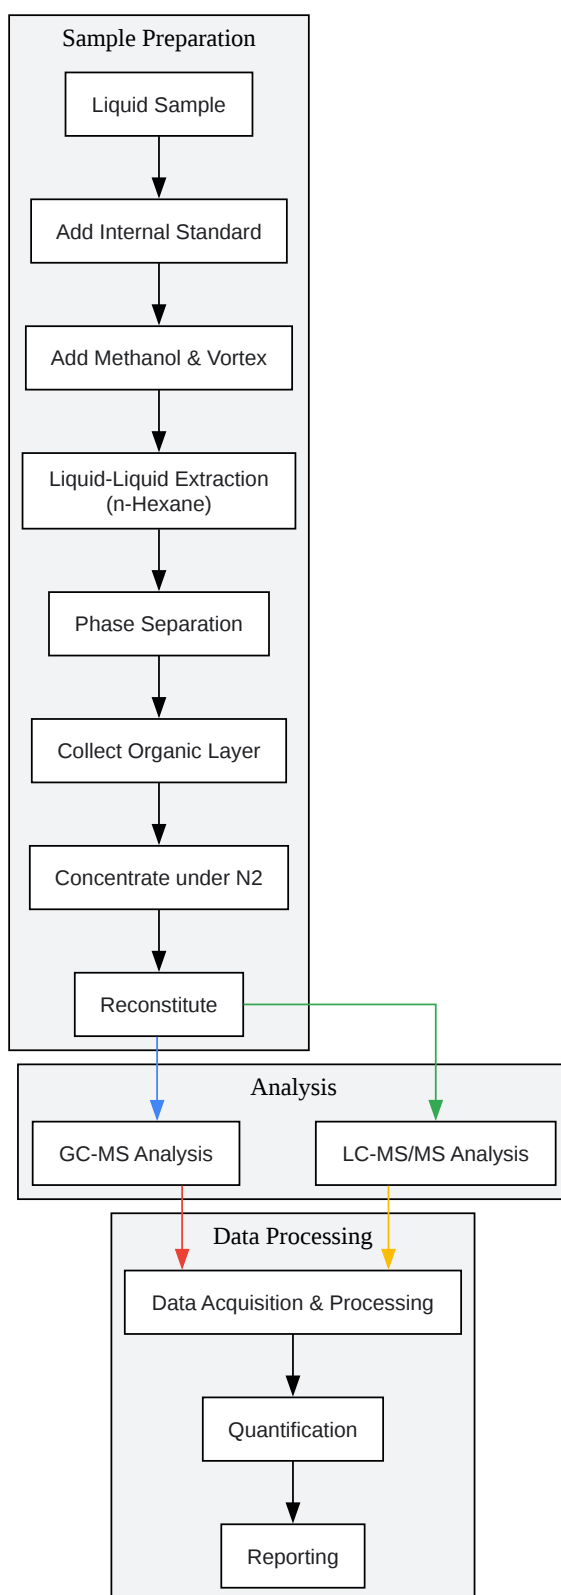 Sample Preparation
Liquid Sample
Add Internal Standard
Add Methanol & Vortex
Liquid-Liquid Extraction
(n-Hexane)
Phase Separation
Collect Organic Layer
Concentrate under N2
Reconstitute
Analysis
GC-MS Analysis
LC-MS/MS Analysis
Data Processing
Data Acquisition & Processing
Quantification
Reporting